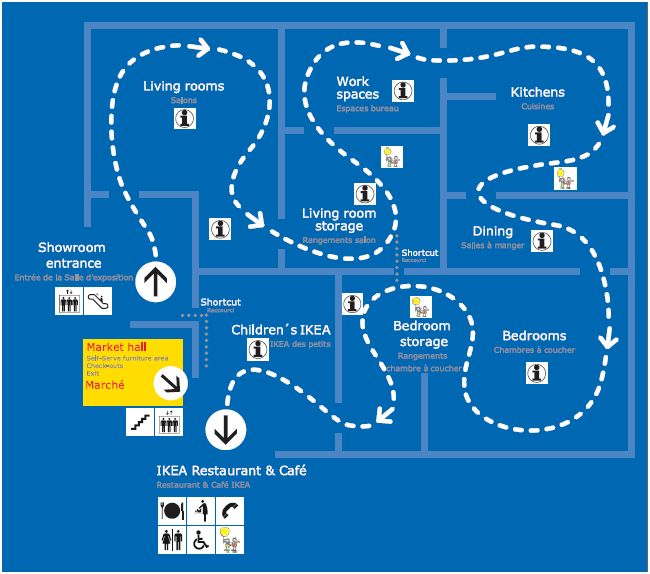 Living rooms
Salons
Work
spaces
Espaces bureau
Kitchens
Cuisines
Living room
storage
Rangements salon
Dining
Salles à manger
Showroom
entrance
Entrée de la Salle d'exposition
Shortcut
Raccourci
Shortcut
Raccourci
Children´s IKEA
IKEA des petits
Bedroom
storage
Rangements
chambre à coucher
Bedrooms
Chambres à coucher
Market hall
Self-Serve furniture area
Check-outs
Exit
Marché
IKEA Restaurant & Café
Restaurant & Café IKEA